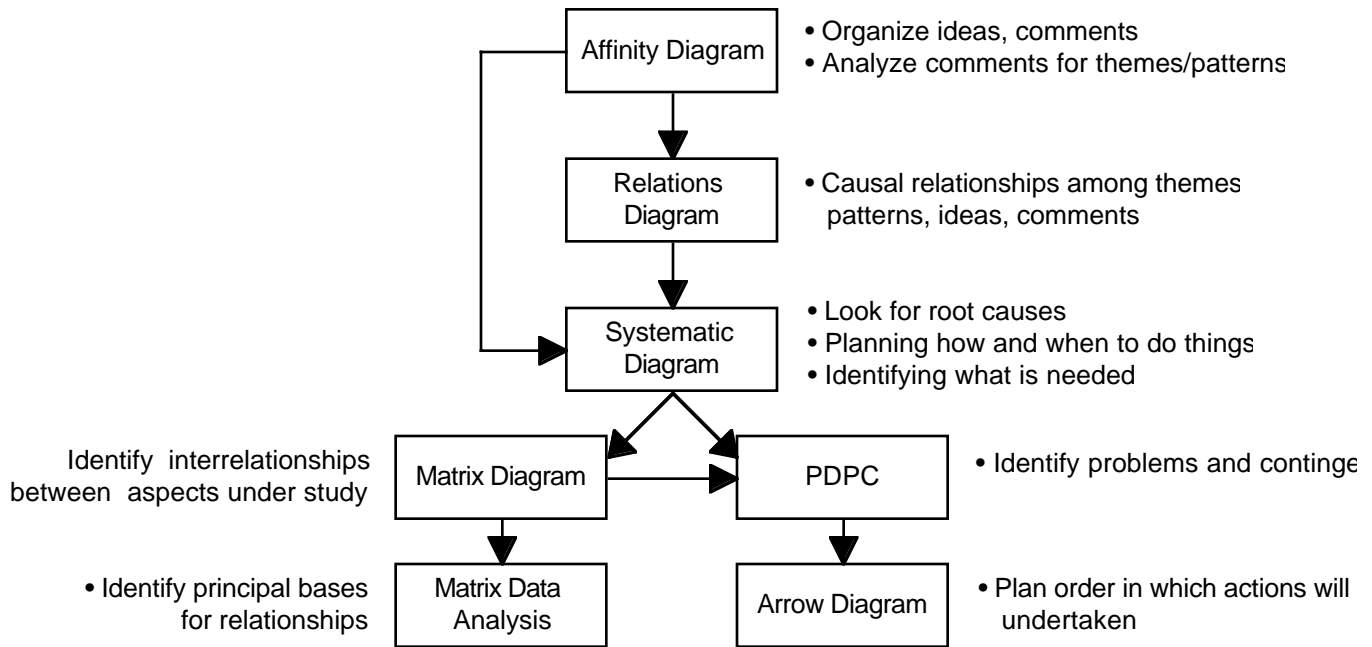 Affinity Diagram
• Organize ideas, comments
• Analyze comments for themes/patterns
Relations
Diagram
• Causal relationships among themes
patterns, ideas, comments
Systematic
Diagram
• Look for root causes
• Planning how and when to do things
• Identifying what is needed
Identify interrelationships
between aspects under study
Matrix Diagram
PDPC
• Identify problems and continge
• Identify principal bases
for relationships
Matrix Data
Analysis
Arrow Diagram
• Plan order in which actions will
undertaken